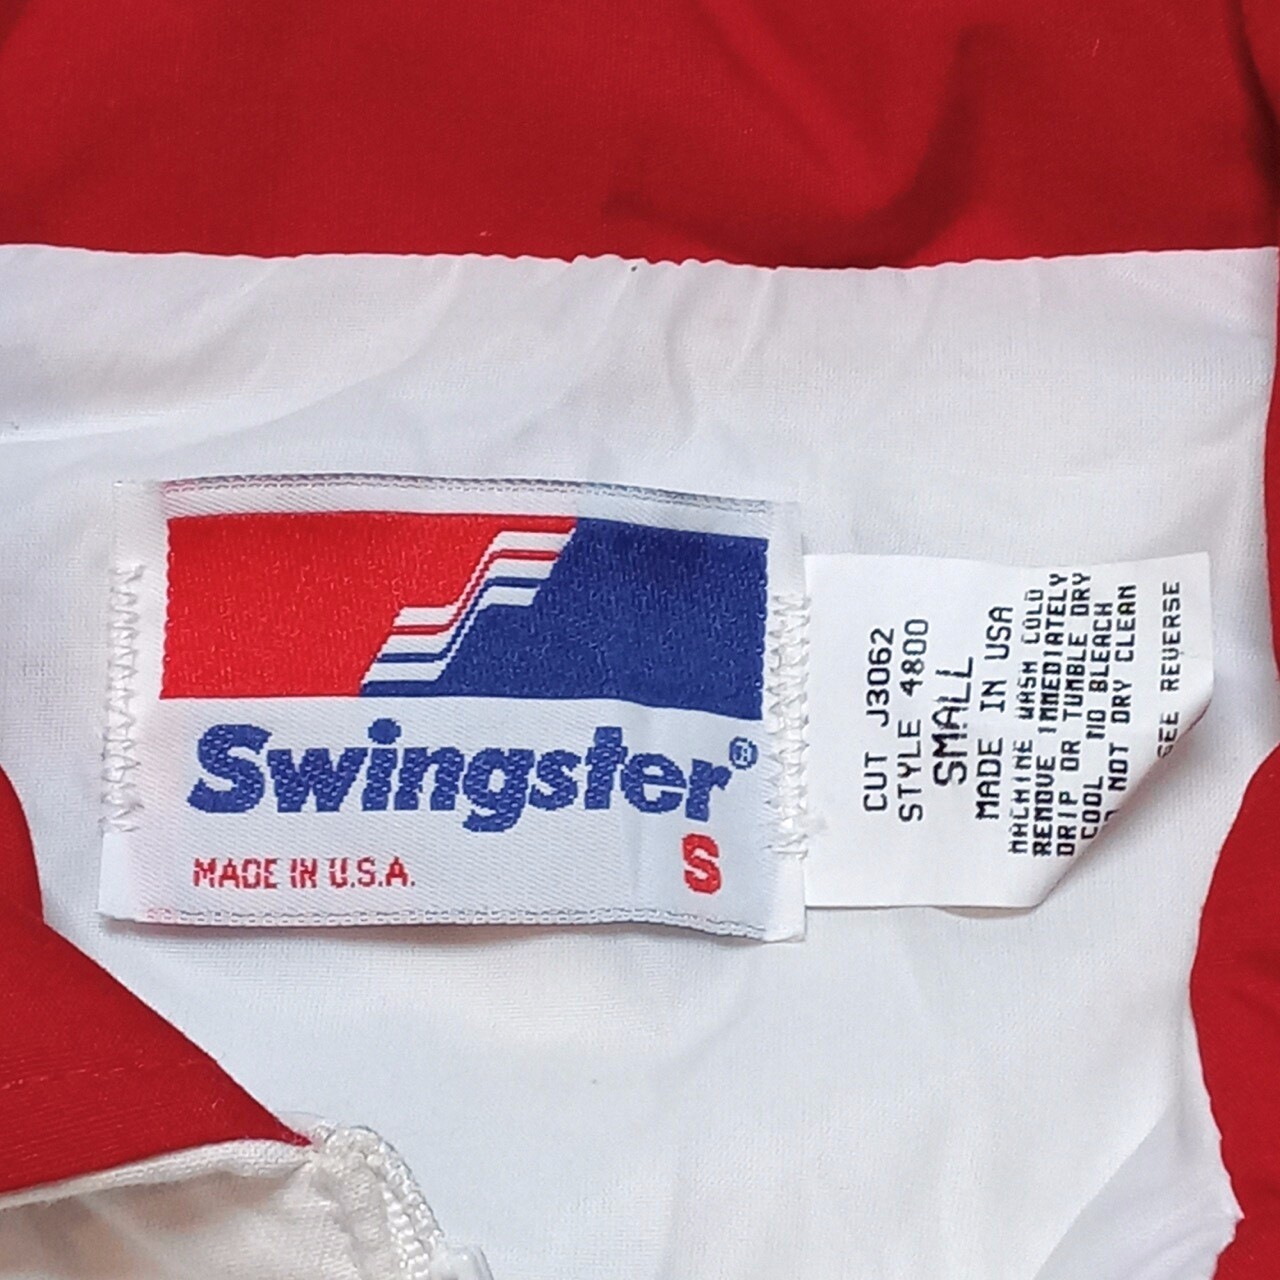 Swingster®
S
MADE IN U.S.A.
CUT J3062
STYLE 4800
SMALL
MADE IN USA
MACHINE WASH COLD
REMOVE IMMEDIATELY
DRIP OR TUMBLE DRY
COOL NO BLEACH
NOT DRY CLEAN
SEE REVERSE